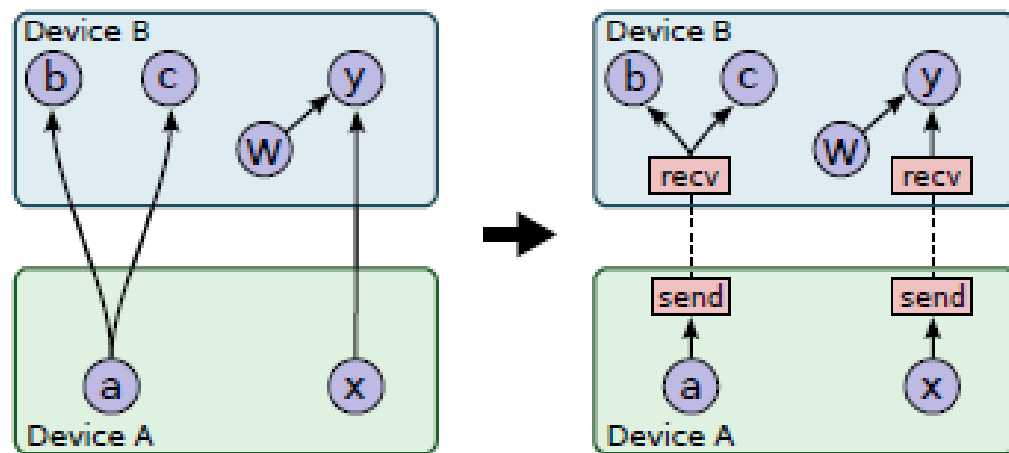 Device B
b c y
W
a x
Device A
Device B
b c y
W
recv recv
send send
a x
Device A